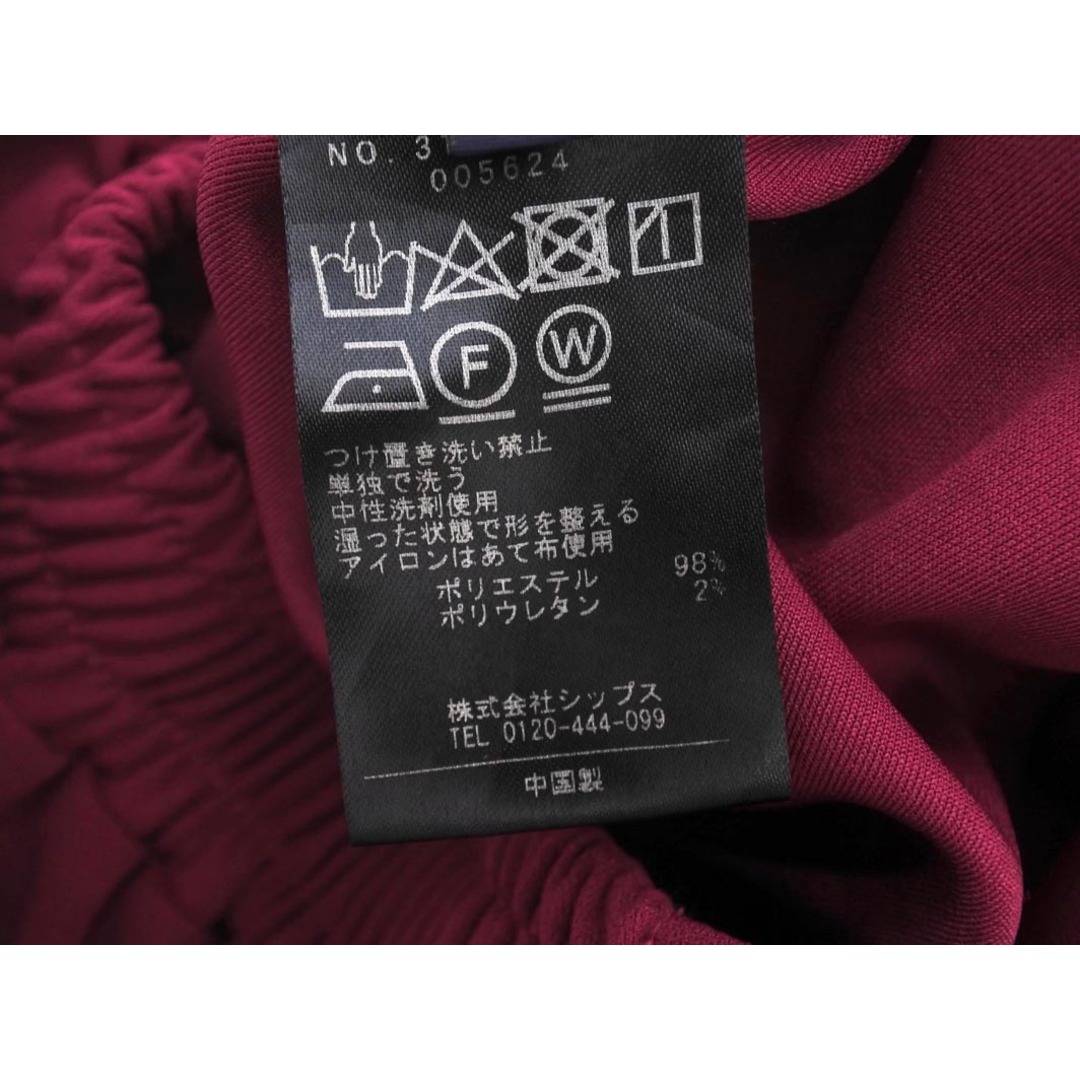 NO. 3
005624
F
W
つけ置き洗い禁止
単独で洗う
中性洗剤使用
湿った状態で形を整える
アイロンはあて布使用
ポリエステル 98%
ポリウレタン 2%
株式会社シップス
TEL 0120-444-099
中国製